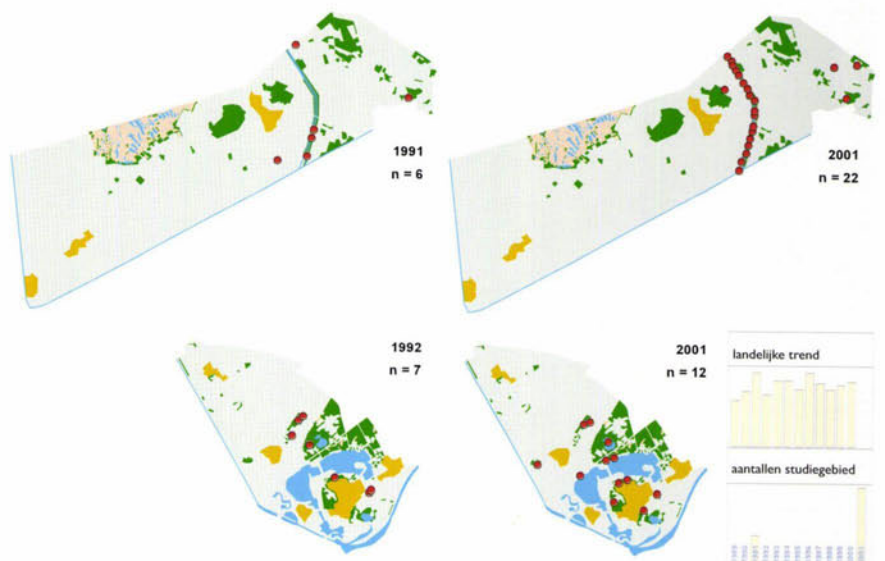 1991
n = 6
2001
n = 22
1992
n = 7
2001
n = 12
landelijke trend
aantallen studiegebied